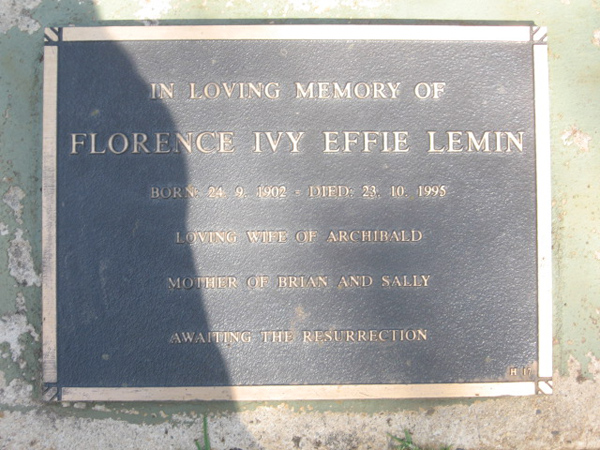 IN LOVING MEMORY OF
FLORENCE IVY EFFIE LEMIN
BORN: 24. 9. 1902 - DIED: 23. 10. 1995
LOVING WIFE OF ARCHIBALD
MOTHER OF BRIAN AND SALLY
AWAITING THE RESURRECTION
H 17